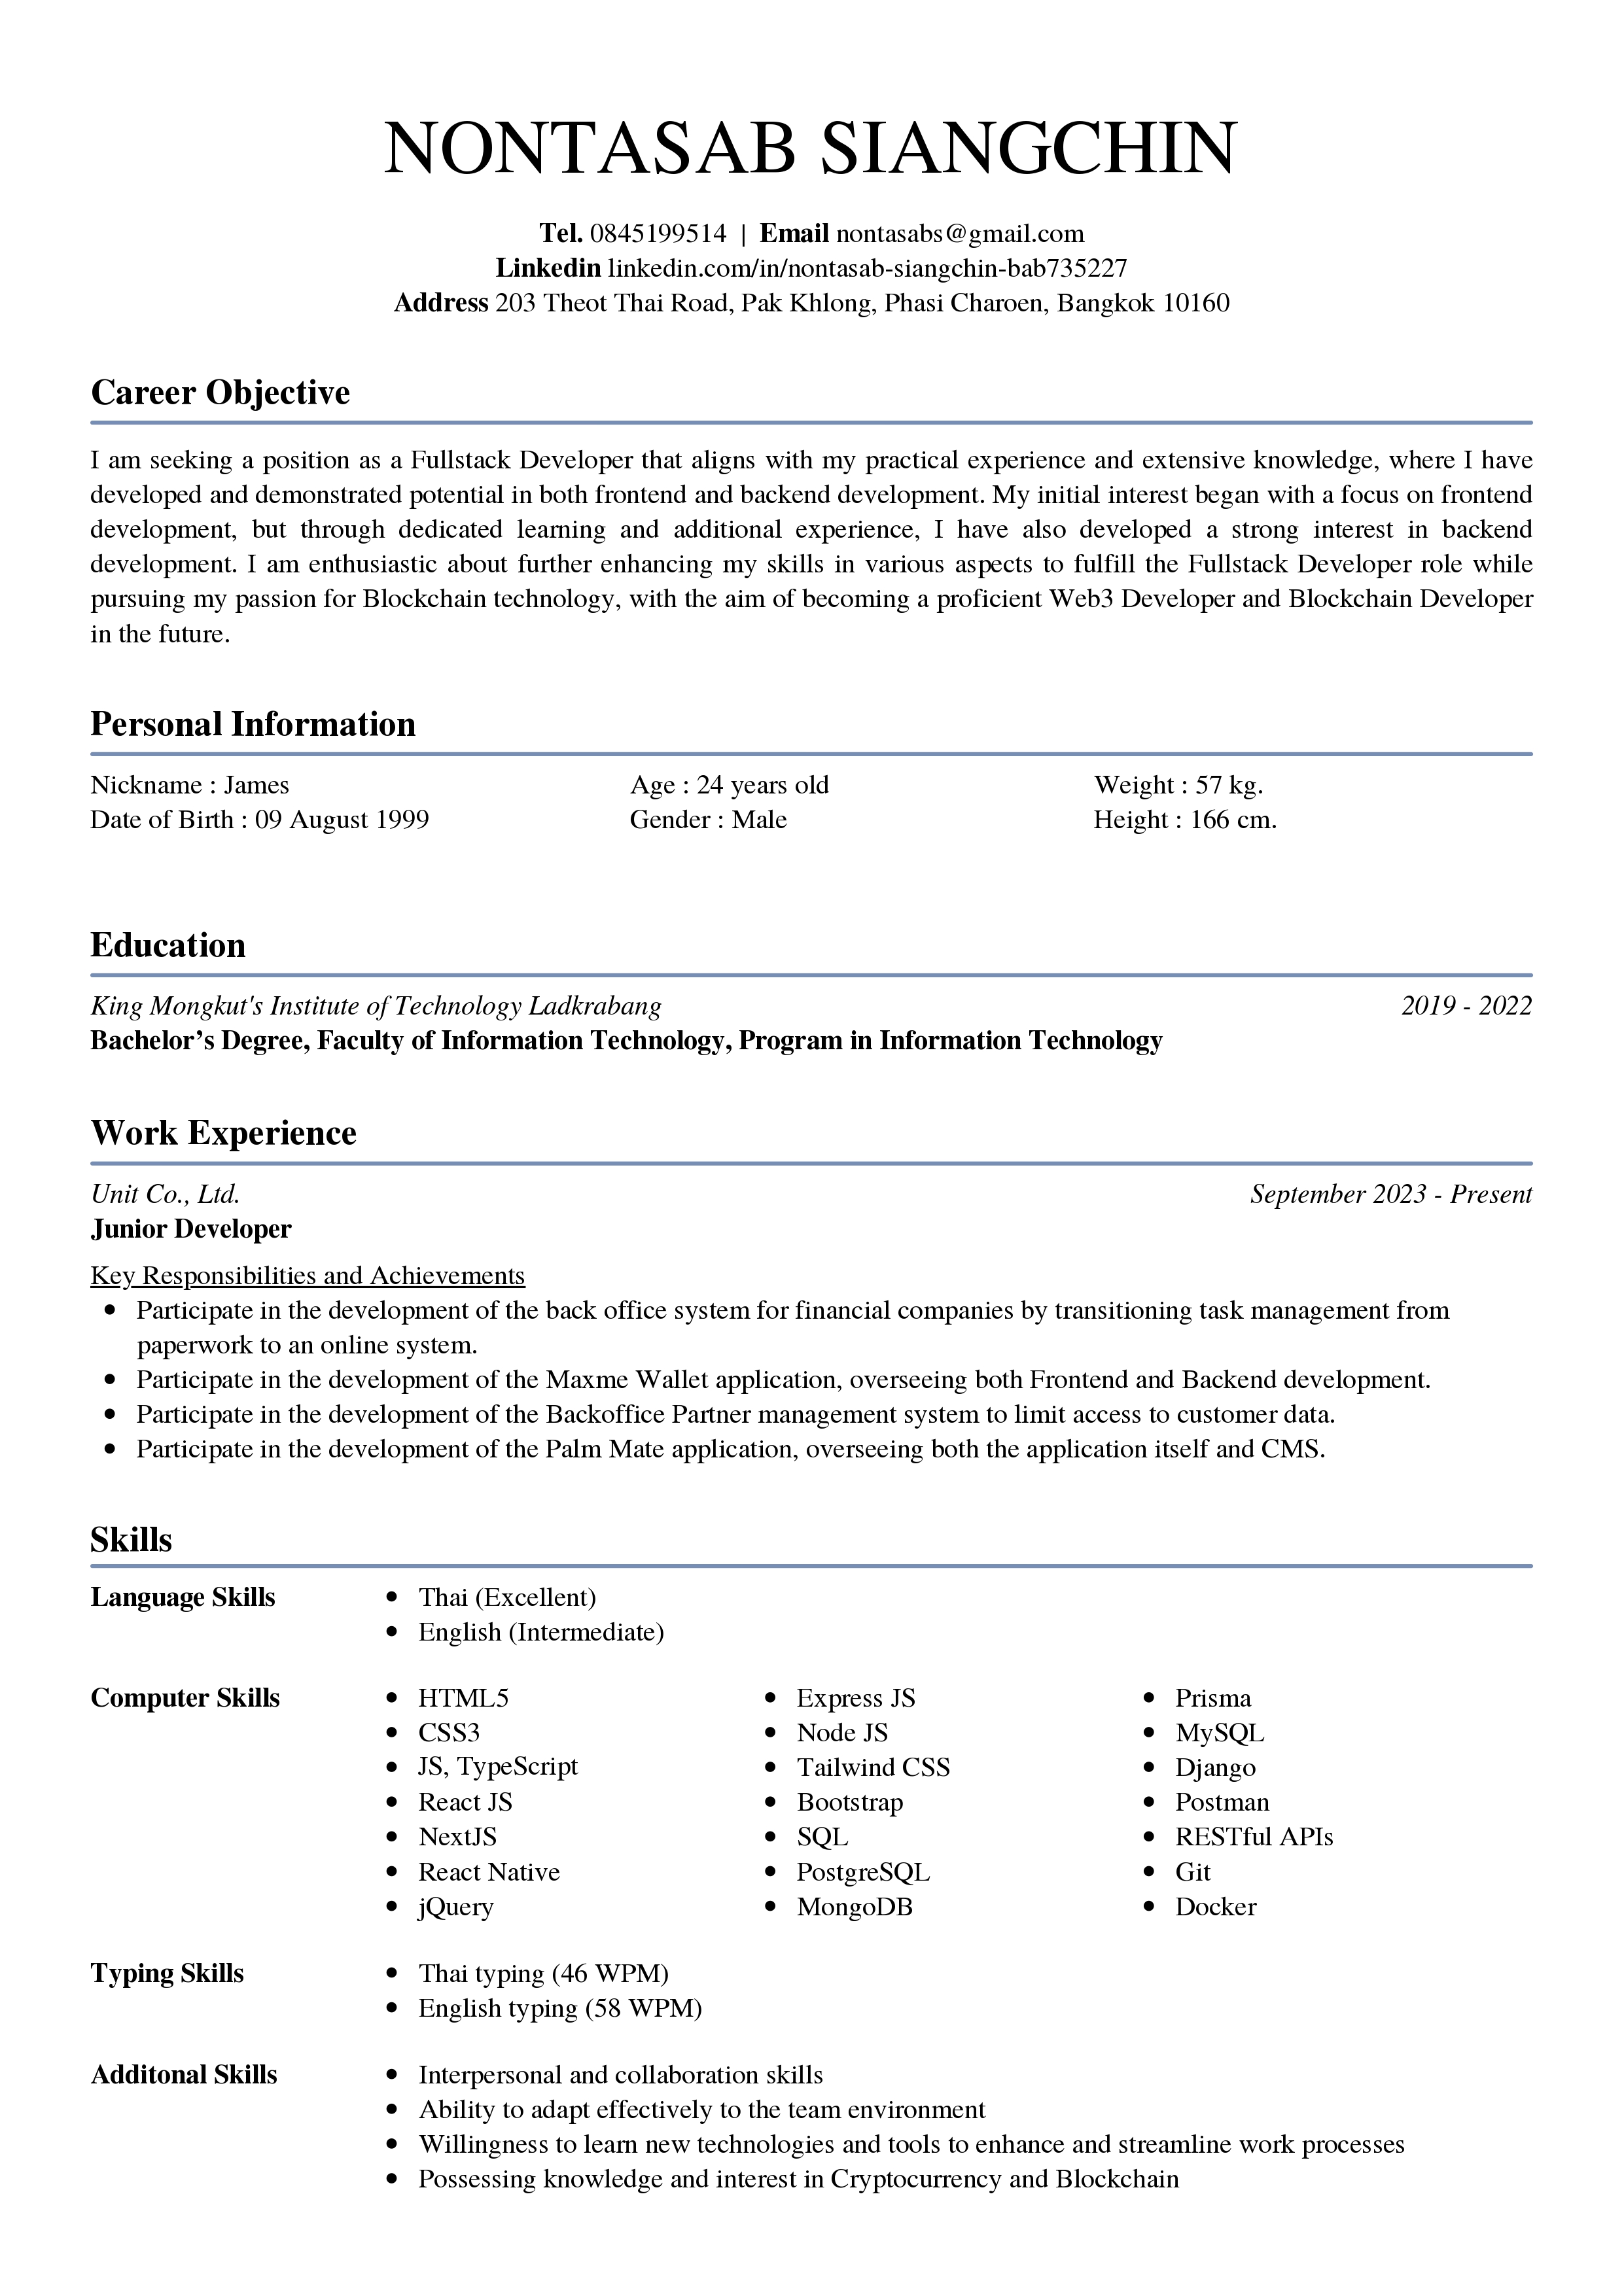 NONTASAB SIANGCHIN
Tel. 0845199514 | Email nontasabs@gmail.com
Linkedin linkedin.com/in/nontasab-siangchin-bab735227
Address 203 Theot Thai Road, Pak Khlong, Phasi Charoen, Bangkok 10160
Career Objective
I am seeking a position as a Fullstack Developer that aligns with my practical experience and extensive knowledge, where I have
developed and demonstrated potential in both frontend and backend development. My initial interest began with a focus on frontend
development, but through dedicated learning and additional experience, I have also developed a strong interest in backend
development. I am enthusiastic about further enhancing my skills in various aspects to fulfill the Fullstack Developer role while
pursuing my passion for Blockchain technology, with the aim of becoming a proficient Web3 Developer and Blockchain Developer
in the future.
Personal Information
Nickname : James Age : 24 years old Weight : 57 kg.
Date of Birth : 09 August 1999 Gender : Male Height : 166 cm.
Education
King Mongkut's Institute of Technology Ladkrabang 2019 - 2022
Bachelor’s Degree, Faculty of Information Technology, Program in Information Technology
Work Experience
Unit Co., Ltd. September 2023 - Present
Junior Developer
Key Responsibilities and Achievements
• Participate in the development of the back office system for financial companies by transitioning task management from
paperwork to an online system.
• Participate in the development of the Maxme Wallet application, overseeing both Frontend and Backend development.
• Participate in the development of the Backoffice Partner management system to limit access to customer data.
• Participate in the development of the Palm Mate application, overseeing both the application itself and CMS.
Skills
Language Skills • Thai (Excellent)
• English (Intermediate)
Computer Skills • HTML5 • Express JS • Prisma
• CSS3 • Node JS • MySQL
• JS, TypeScript • Tailwind CSS • Django
• React JS • Bootstrap • Postman
• NextJS • SQL • RESTful APIs
• React Native • PostgreSQL • Git
• jQuery • MongoDB • Docker
Typing Skills • Thai typing (46 WPM)
• English typing (58 WPM)
Additonal Skills • Interpersonal and collaboration skills
• Ability to adapt effectively to the team environment
• Willingness to learn new technologies and tools to enhance and streamline work processes
• Possessing knowledge and interest in Cryptocurrency and Blockchain